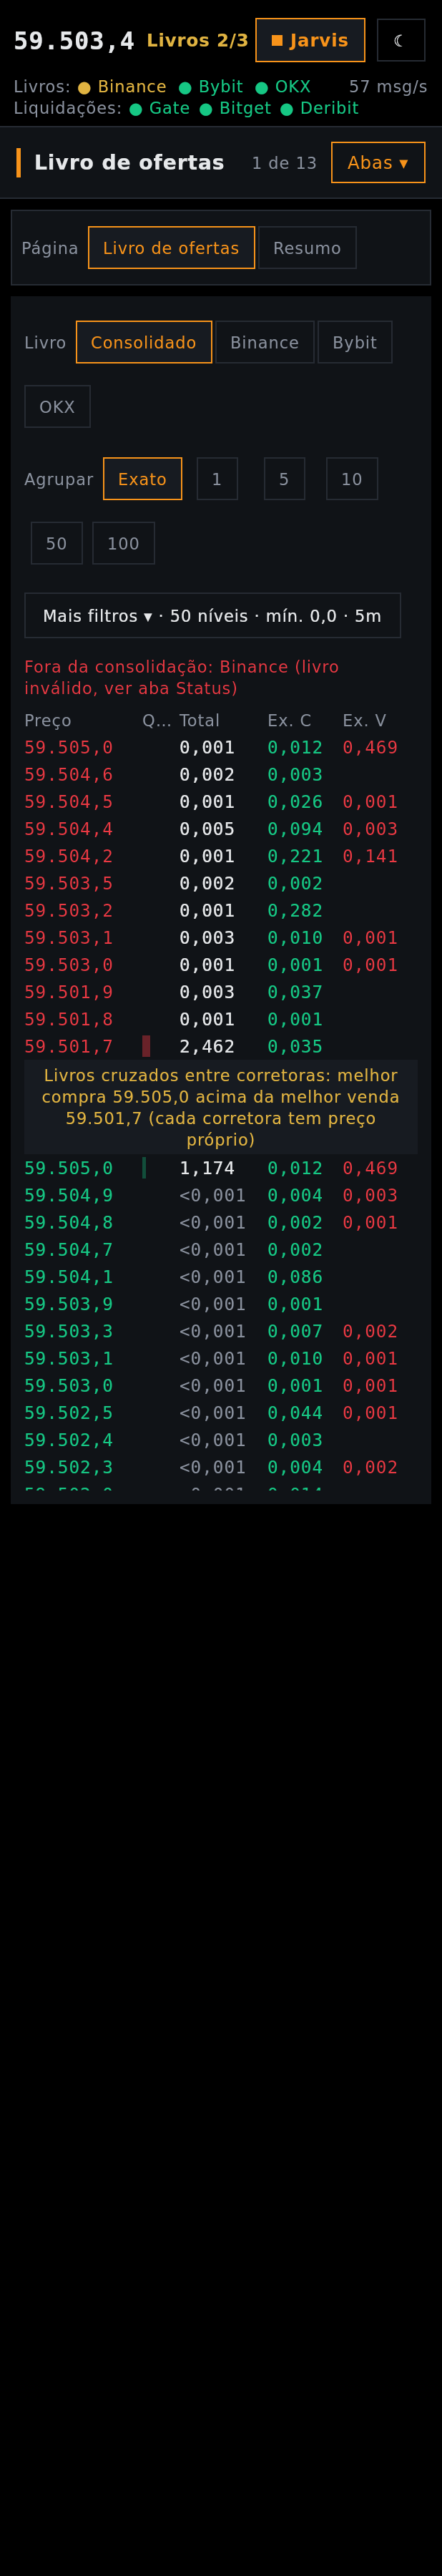 59.503,4 Livros 2/3 Jarvis ☾
Livros: ● Binance ● Bybit ● OKX 57 msg/s
Liquidações: ● Gate ● Bitget ● Deribit
Livro de ofertas 1 de 13 Abas ▾
Página Livro de ofertas Resumo
Livro Consolidado Binance Bybit
OKX
Agrupar Exato 1 5 10
50 100
Mais filtros ▾ · 50 níveis · mín. 0,0 · 5m
Fora da consolidação: Binance (livro
inválido, ver aba Status)
Preço Q... Total Ex. C Ex. V
59.505,0 0,001 0,012 0,469
59.504,6 0,002 0,003
59.504,5 0,001 0,026 0,001
59.504,4 0,005 0,094 0,003
59.504,2 0,001 0,221 0,141
59.503,5 0,002 0,002
59.503,2 0,001 0,282
59.503,1 0,003 0,010 0,001
59.503,0 0,001 0,001 0,001
59.501,9 0,003 0,037
59.501,8 0,001 0,001
59.501,7 2,462 0,035
Livros cruzados entre corretoras: melhor
compra 59.505,0 acima da melhor venda
59.501,7 (cada corretora tem preço
próprio)
59.505,0 1,174 0,012 0,469
59.504,9 <0,001 0,004 0,003
59.504,8 <0,001 0,002 0,001
59.504,7 <0,001 0,002
59.504,1 <0,001 0,086
59.503,9 <0,001 0,001
59.503,3 <0,001 0,007 0,002
59.503,1 <0,001 0,010 0,001
59.503,0 <0,001 0,001 0,001
59.502,5 <0,001 0,044 0,001
59.502,4 <0,001 0,003
59.502,3 <0,001 0,004 0,002